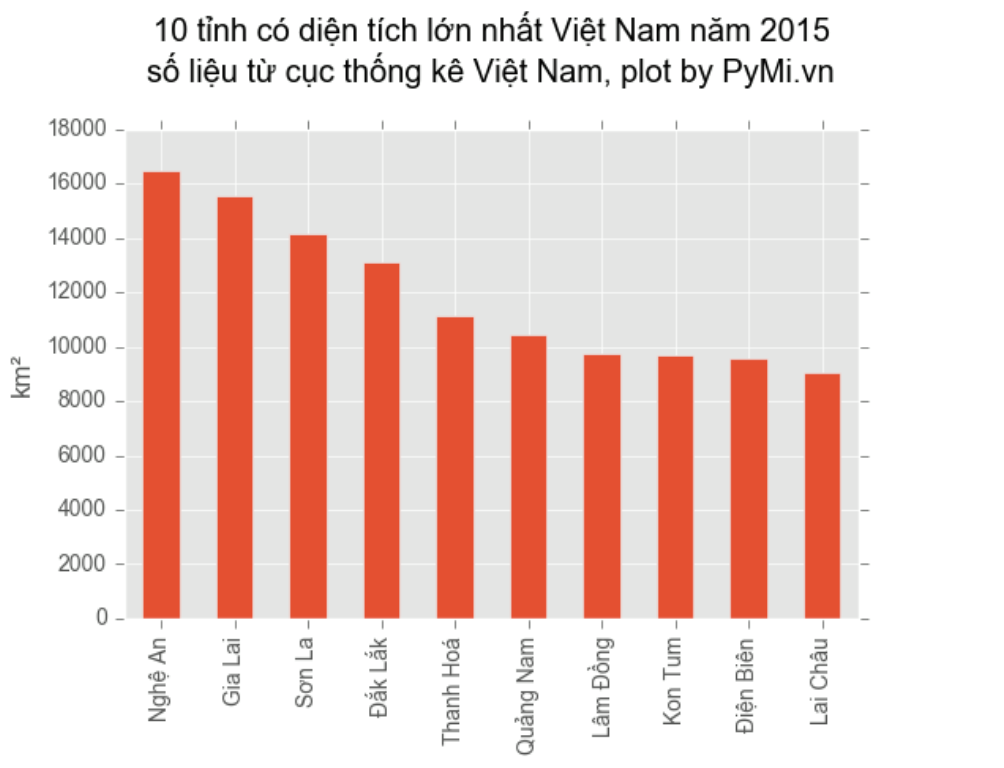 10 tỉnh có diện tích lớn nhất Việt Nam năm 2015
số liệu từ cục thống kê Việt Nam, plot by PyMi.vn
18000
16000
14000
12000
10000
8000
6000
4000
2000
0
km²
Nghệ An
Gia Lai
Sơn La
Đắk Lắk
Thanh Hoá
Quảng Nam
Lâm Đồng
Kon Tum
Điện Biên
Lai Châu